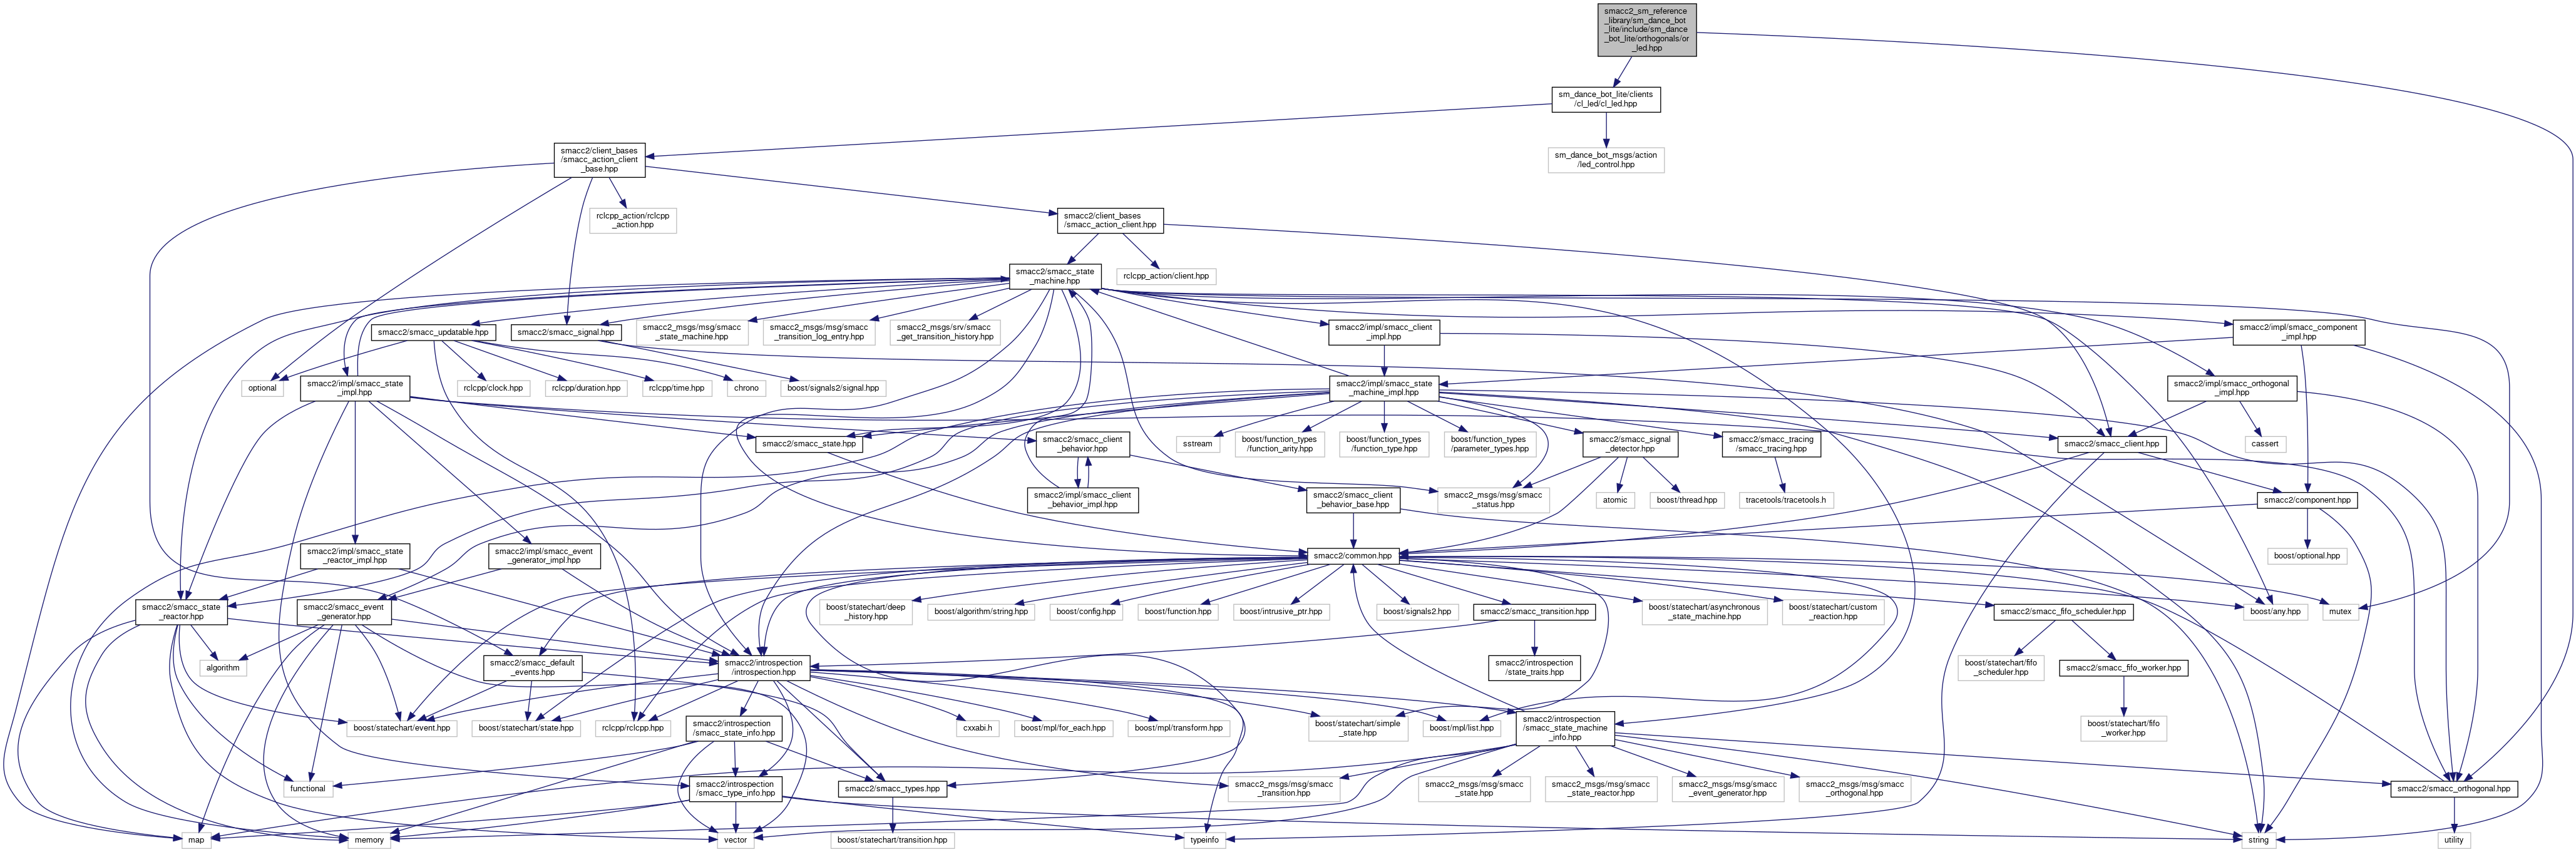 smacc2_sm_reference
_library/sm_dance_bot
_lite/include/sm_dance
_bot_lite/orthogonals/or
_led.hpp
sm_dance_bot_lite/clients
/cl_led/cl_led.hpp
smacc2/client_bases
/smacc_action_client
_base.hpp
sm_dance_bot_msgs/action
/led_control.hpp
rclcpp_action/rclcpp
_action.hpp
smacc2/client_bases
/smacc_action_client.hpp
smacc2/smacc_state
_machine.hpp
rclcpp_action/client.hpp
smacc2/smacc_updatable.hpp
smacc2/smacc_signal.hpp
smacc2_msgs/msg/smacc
_state_machine.hpp
smacc2_msgs/msg/smacc
_transition_log_entry.hpp
smacc2_msgs/srv/smacc
_get_transition_history.hpp
smacc2/impl/smacc_client
_impl.hpp
smacc2/impl/smacc_component
_impl.hpp
optional
smacc2/impl/smacc_state
_impl.hpp
rclcpp/clock.hpp
rclcpp/duration.hpp
rclcpp/time.hpp
chrono
boost/signals2/signal.hpp
smacc2/impl/smacc_state
_machine_impl.hpp
smacc2/impl/smacc_orthogonal
_impl.hpp
smacc2/smacc_state.hpp
smacc2/smacc_client
_behavior.hpp
sstream
boost/function_types
/function_arity.hpp
boost/function_types
/function_type.hpp
boost/function_types
/parameter_types.hpp
smacc2/smacc_signal
_detector.hpp
smacc2/smacc_tracing
/smacc_tracing.hpp
smacc2/smacc_client.hpp
cassert
smacc2/impl/smacc_client
_behavior_impl.hpp
smacc2/smacc_client
_behavior_base.hpp
smacc2_msgs/msg/smacc
_status.hpp
atomic
boost/thread.hpp
tracetools/tracetools.h
smacc2/component.hpp
smacc2/impl/smacc_state
_reactor_impl.hpp
smacc2/impl/smacc_event
_generator_impl.hpp
smacc2/common.hpp
boost/optional.hpp
smacc2/smacc_state
_reactor.hpp
smacc2/smacc_event
_generator.hpp
boost/statechart/deep
_history.hpp
boost/algorithm/string.hpp
boost/config.hpp
boost/function.hpp
boost/intrusive_ptr.hpp
boost/signals2.hpp
smacc2/smacc_transition.hpp
boost/statechart/asynchronous
_state_machine.hpp
boost/statechart/custom
_reaction.hpp
smacc2/smacc_fifo_scheduler.hpp
boost/any.hpp
mutex
algorithm
smacc2/smacc_default
_events.hpp
smacc2/introspection
/introspection.hpp
smacc2/introspection
/state_traits.hpp
boost/statechart/fifo
_scheduler.hpp
smacc2/smacc_fifo_worker.hpp
boost/statechart/event.hpp
boost/statechart/state.hpp
rclcpp/rclcpp.hpp
smacc2/introspection
/smacc_state_info.hpp
cxxabi.h
boost/mpl/for_each.hpp
boost/mpl/transform.hpp
boost/statechart/simple
_state.hpp
boost/mpl/list.hpp
smacc2/introspection
/smacc_state_machine
_info.hpp
boost/statechart/fifo
_worker.hpp
functional
smacc2/introspection
/smacc_type_info.hpp
smacc2/smacc_types.hpp
smacc2_msgs/msg/smacc
_transition.hpp
smacc2_msgs/msg/smacc
_state.hpp
smacc2_msgs/msg/smacc
_state_reactor.hpp
smacc2_msgs/msg/smacc
_event_generator.hpp
smacc2_msgs/msg/smacc
_orthogonal.hpp
smacc2/smacc_orthogonal.hpp
map
memory
vector
boost/statechart/transition.hpp
typeinfo
string
utility